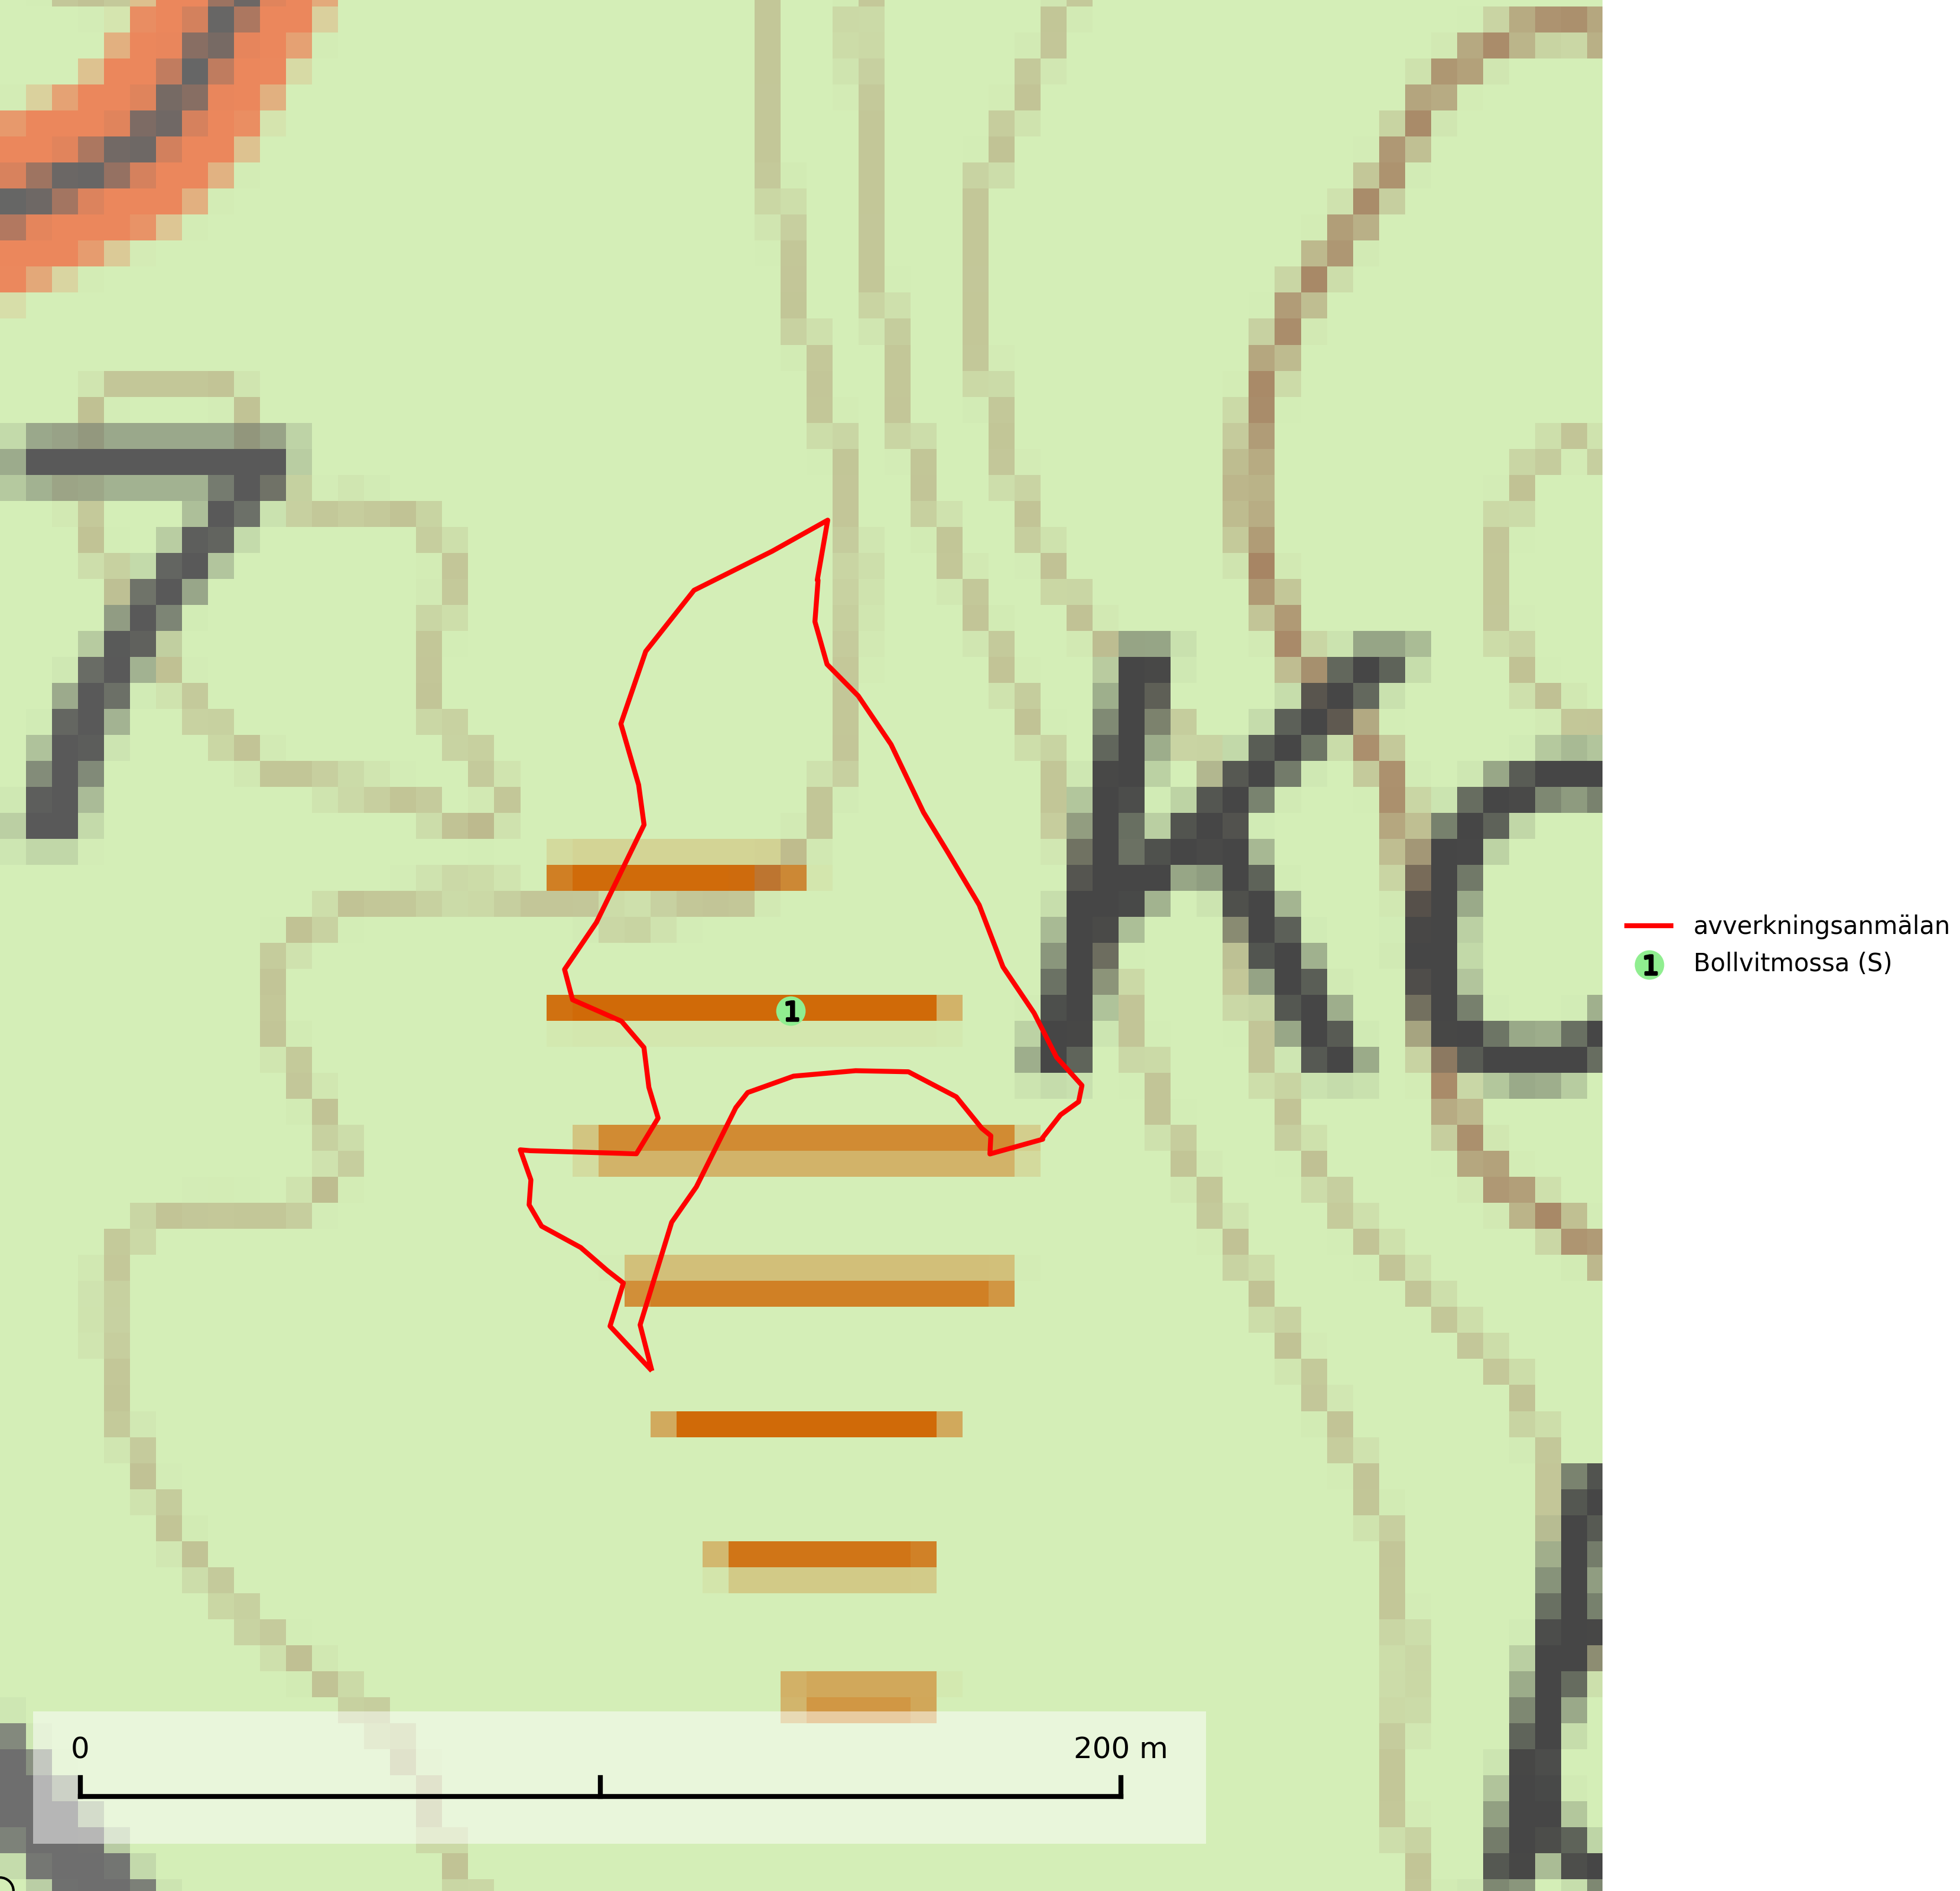 avverkningsanmälan
1 Bollvitmossa (S)
1
0 200 m